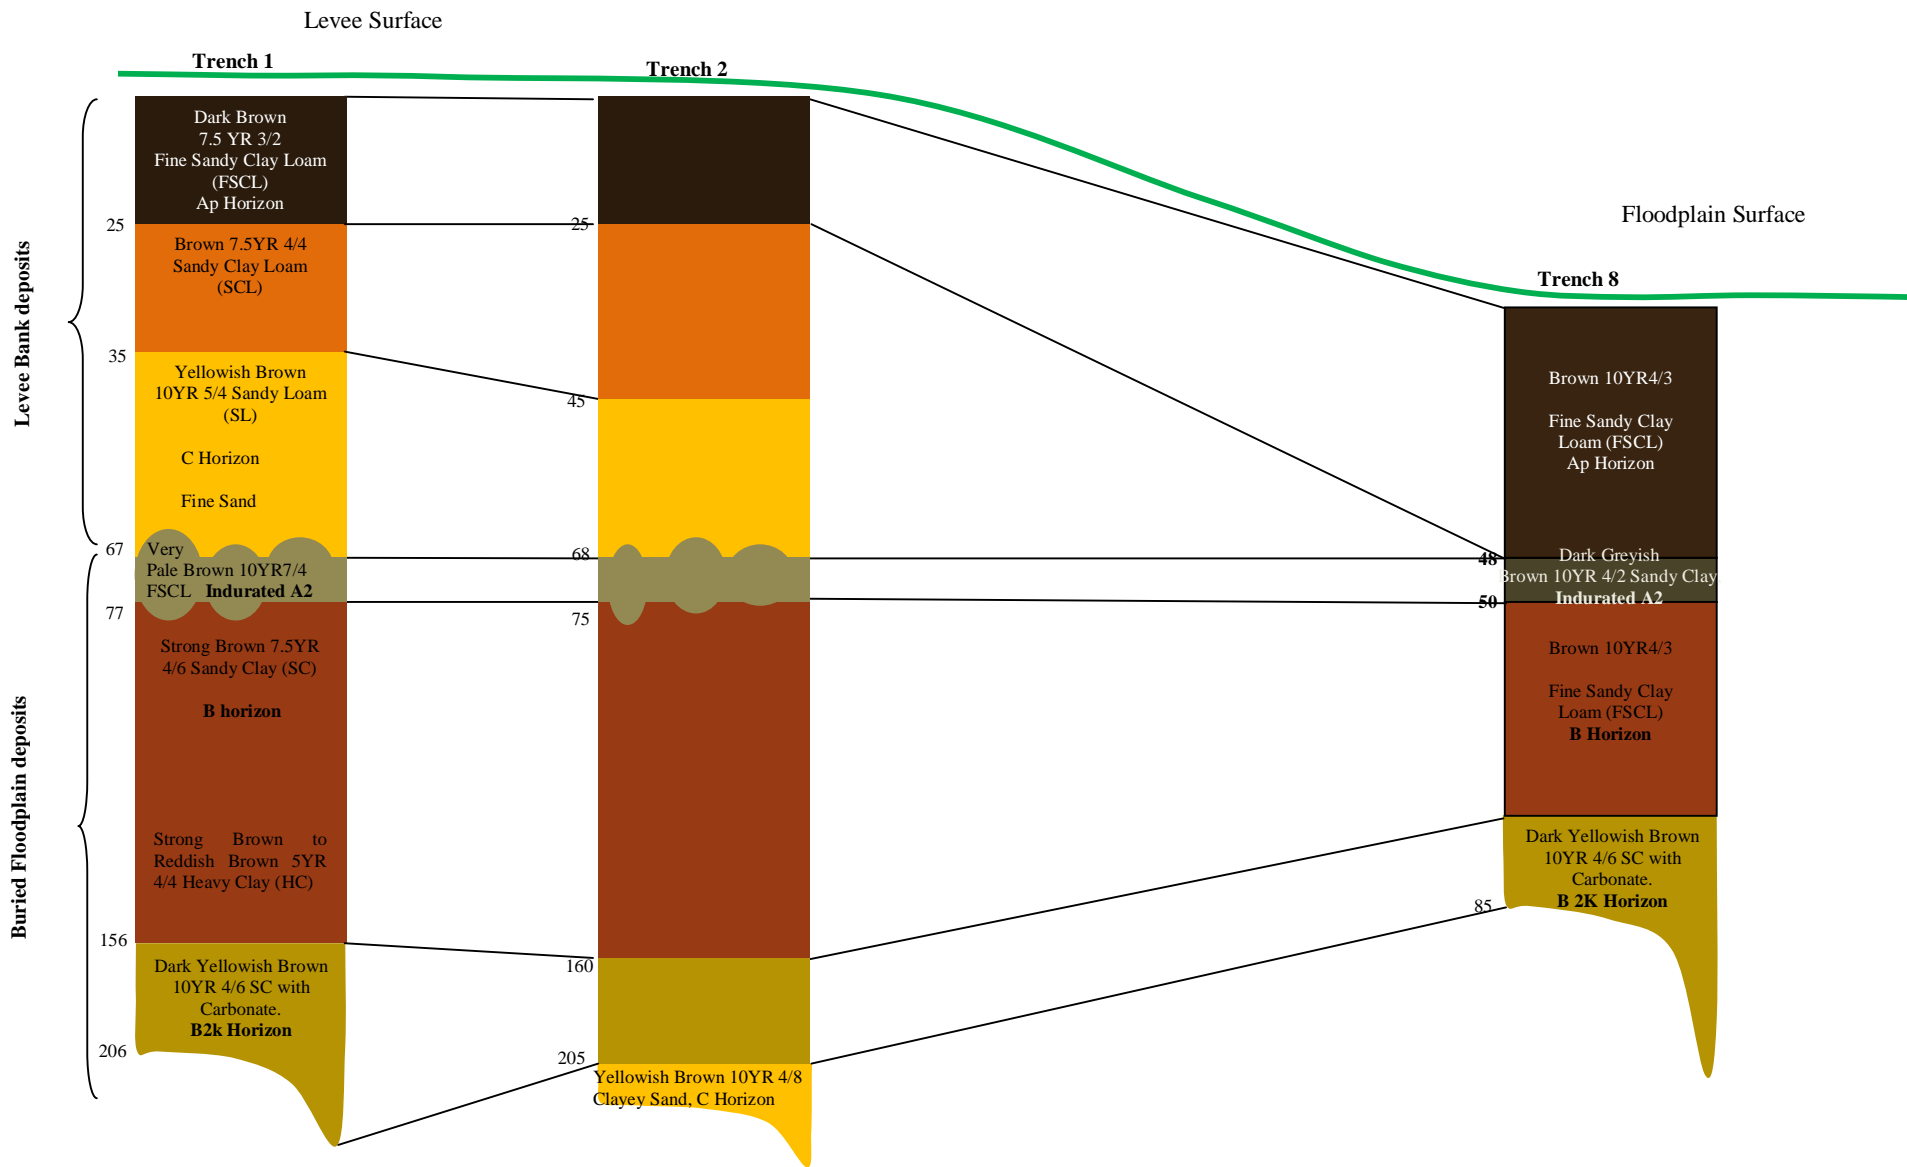 Levee Surface
Trench 1
Trench 2
Floodplain Surface
Trench 8
Levee Bank deposits
Buried Floodplain deposits
Dark Brown
7.5 YR 3/2
Fine Sandy Clay Loam
(FSCL)
Ap Horizon
25
Brown 7.5YR 4/4
Sandy Clay Loam
(SCL)
35
Yellowish Brown
10YR 5/4 Sandy Loam
(SL)
C Horizon
Fine Sand
67
Very
Pale Brown 10YR7/4
FSCL Indurated A2
77
Strong Brown 7.5YR
4/6 Sandy Clay (SC)
B horizon
Strong Brown to
Reddish Brown 5YR
4/4 Heavy Clay (HC)
156
Dark Yellowish Brown
10YR 4/6 SC with
Carbonate.
B2k Horizon
206
25
45
68
75
160
205
Yellowish Brown 10YR 4/8
Clayey Sand, C Horizon
Brown 10YR4/3
Fine Sandy Clay
Loam (FSCL)
Ap Horizon
48
Dark Greyish
Brown 10YR 4/2 Sandy Clay
Indurated A2
50
Brown 10YR4/3
Fine Sandy Clay
Loam (FSCL)
B Horizon
Dark Yellowish Brown
10YR 4/6 SC with
Carbonate.
B 2K Horizon
85